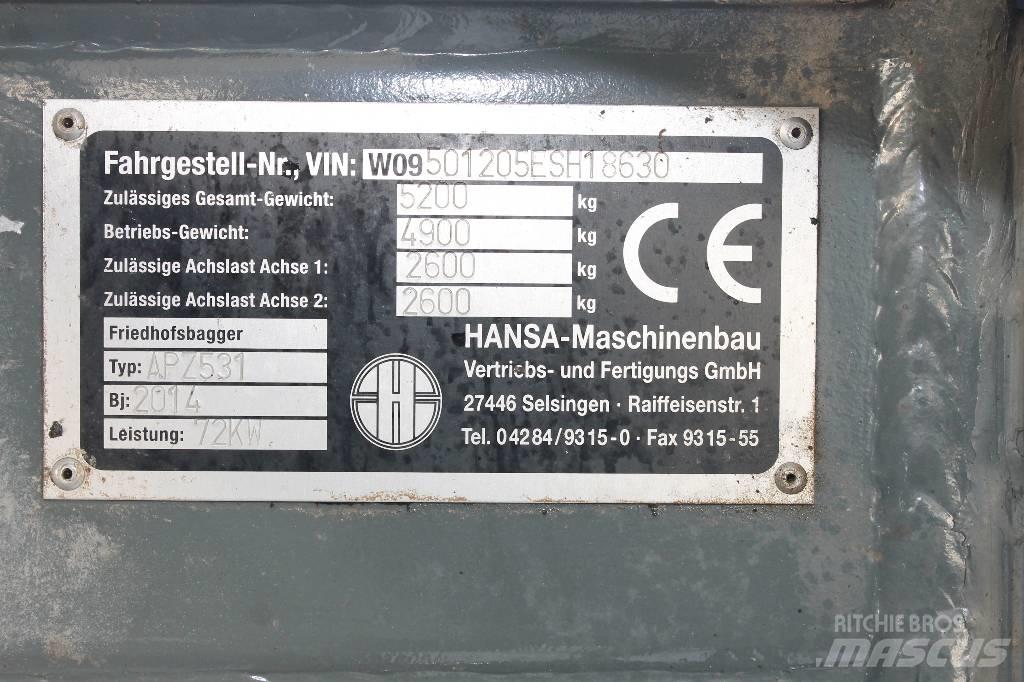 Fahrgestell-Nr., VIN: W09501205ESH18630
Zulässiges Gesamt-Gewicht: 5200 kg
Betriebs-Gewicht: 4900 kg
Zulässige Achslast Achse 1: 2600 kg
Zulässige Achslast Achse 2: 2600 kg
CE
Friedhofsbagger
Typ: APZ531
Bj: 2014
Leistung: 72KW
H
HANSA-Maschinenbau
Vertriebs- und Fertigungs GmbH
27446 Selsingen · Raiffeisenstr. 1
Tel. 04284/9315-0 · Fax 9315-55
RITCHIE BROS
MASCUS